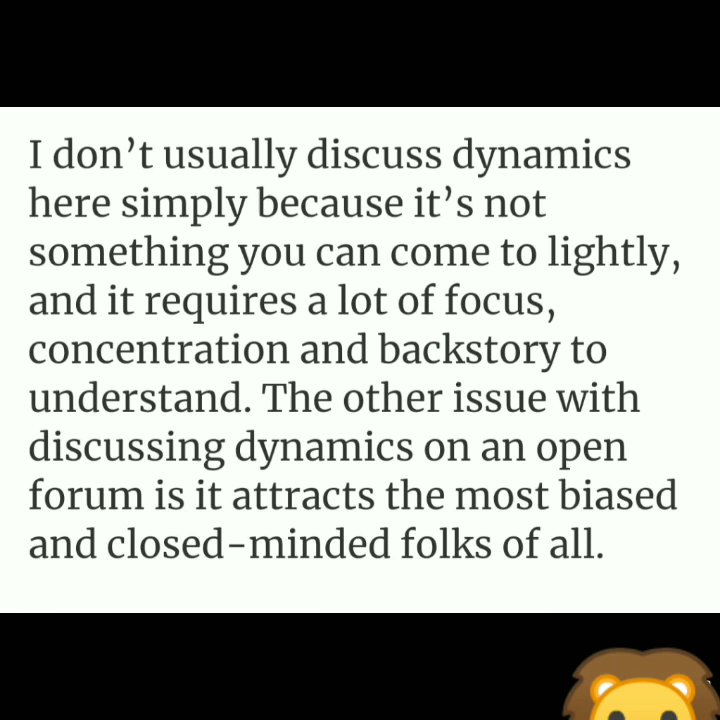 I don’t usually discuss dynamics
here simply because it’s not
something you can come to lightly,
and it requires a lot of focus,
concentration and backstory to
understand. The other issue with
discussing dynamics on an open
forum is it attracts the most biased
and closed-minded folks of all.